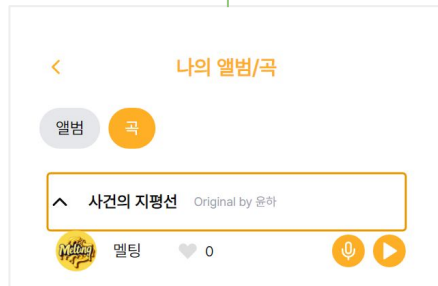 나의 앨범/곡
앨범 곡
사건의 지평선 Original by 윤하
Melting 멜팅 0